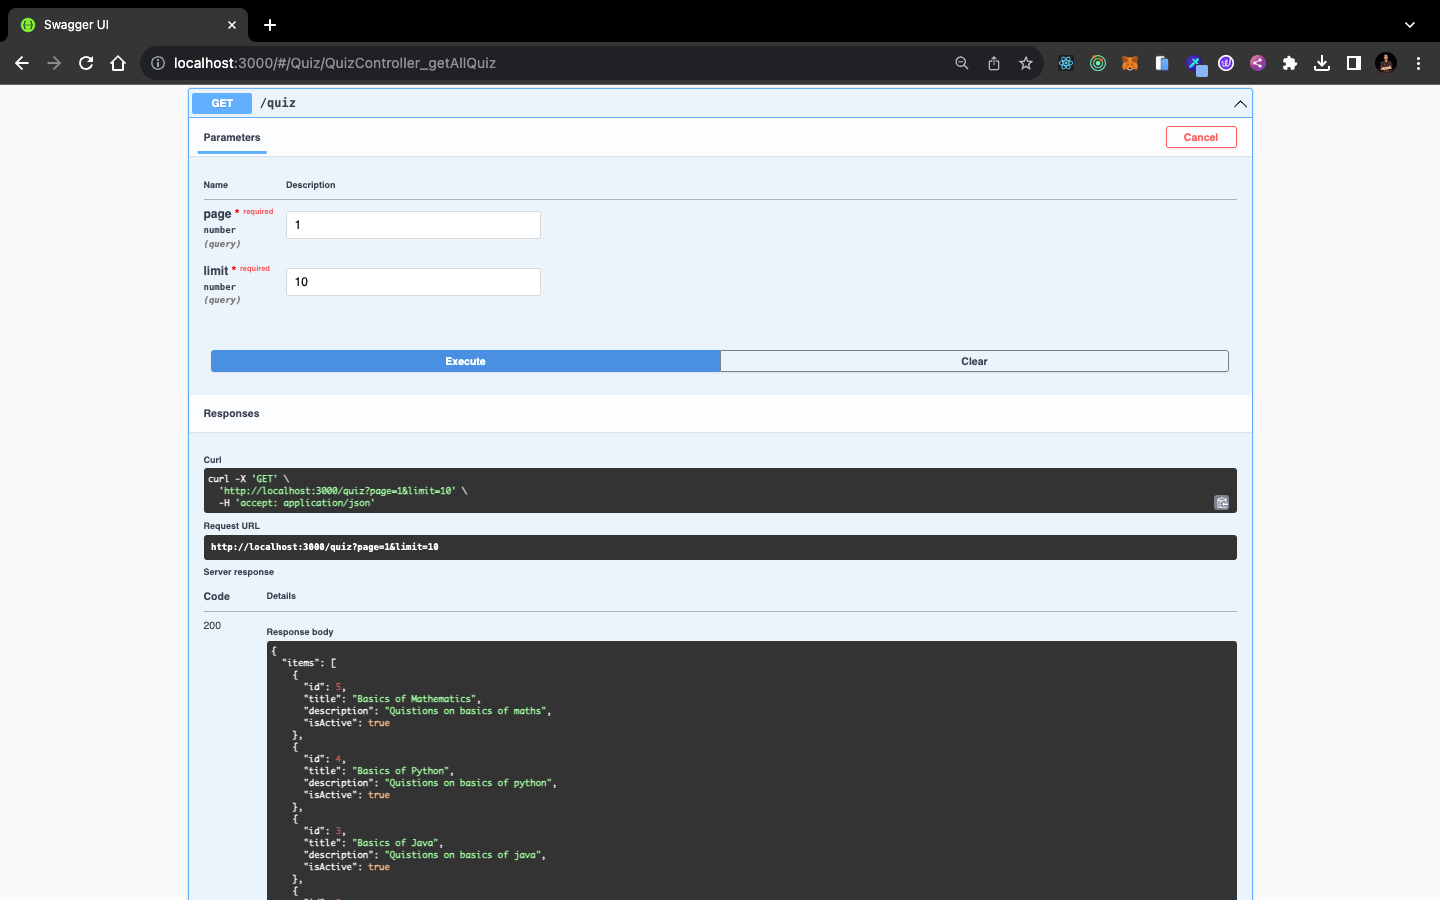 Swagger UI
localhost:3000/#/Quiz/QuizController_getAllQuiz
GET /quiz
Parameters
Cancel
Name Description
page * required
number
(query)
1
limit * required
number
(query)
10
Execute
Clear
Responses
Curl
curl -X 'GET' \
'http://localhost:3000/quiz?page=1&limit=10' \
-H 'accept: application/json'
Request URL
http://localhost:3000/quiz?page=1&limit=10
Server response
Code Details
200
Response body
{
"items": [
{
"id": 5,
"title": "Basics of Mathematics",
"description": "Quistions on basics of maths",
"isActive": true
},
{
"id": 4,
"title": "Basics of Python",
"description": "Quistions on basics of python",
"isActive": true
},
{
"id": 3,
"title": "Basics of Java",
"description": "Quistions on basics of java",
"isActive": true
},
{